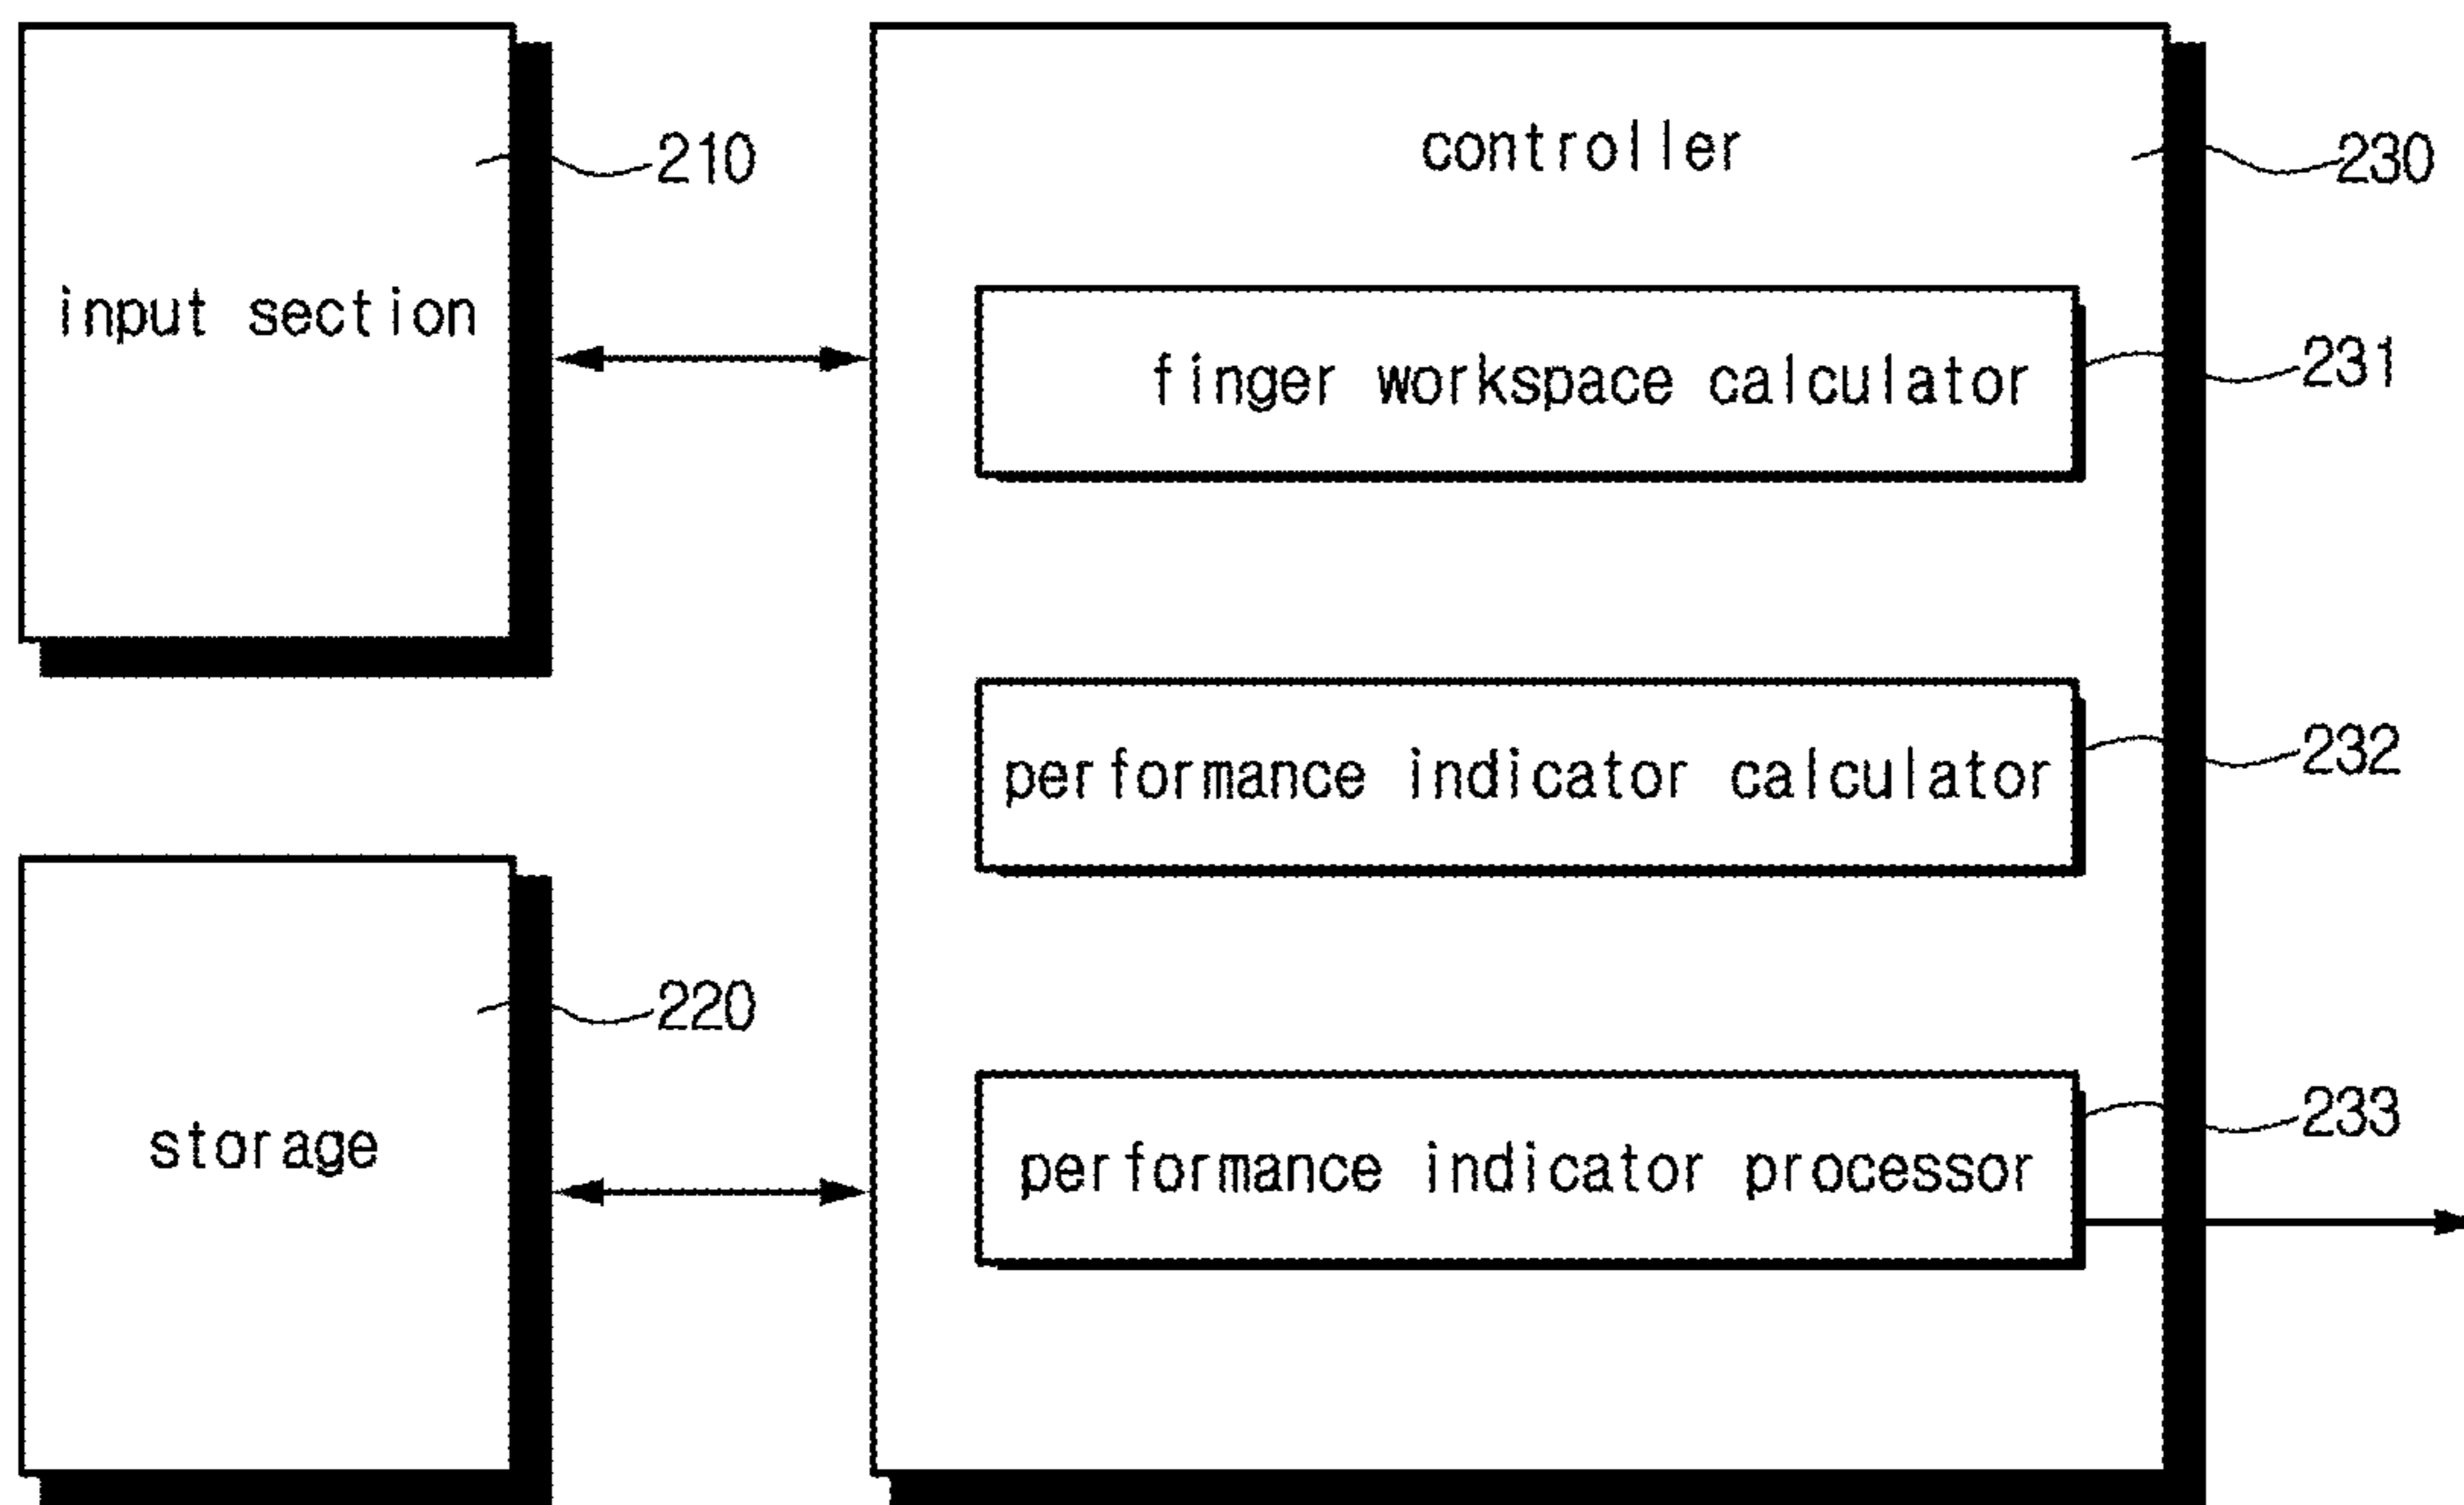 input section
210
controller
230
finger workspace calculator
231
performance indicator calculator
232
storage
220
performance indicator processor
233